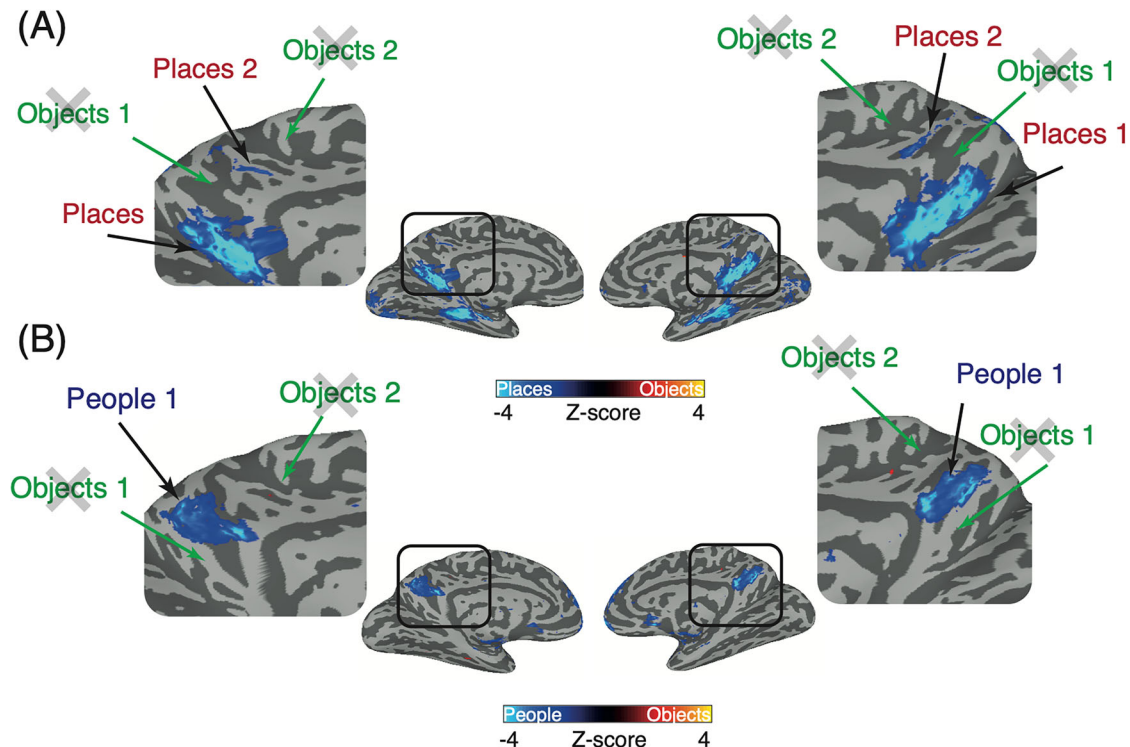 (A)
Objects 2
Places 2
Objects 1
Places
Objects 2
Places 2
Objects 1
Places 1
Places Objects
-4 Z-score 4
(B)
People 1
Objects 2
Objects 1
Objects 2
People 1
Objects 1
People Objects
-4 Z-score 4